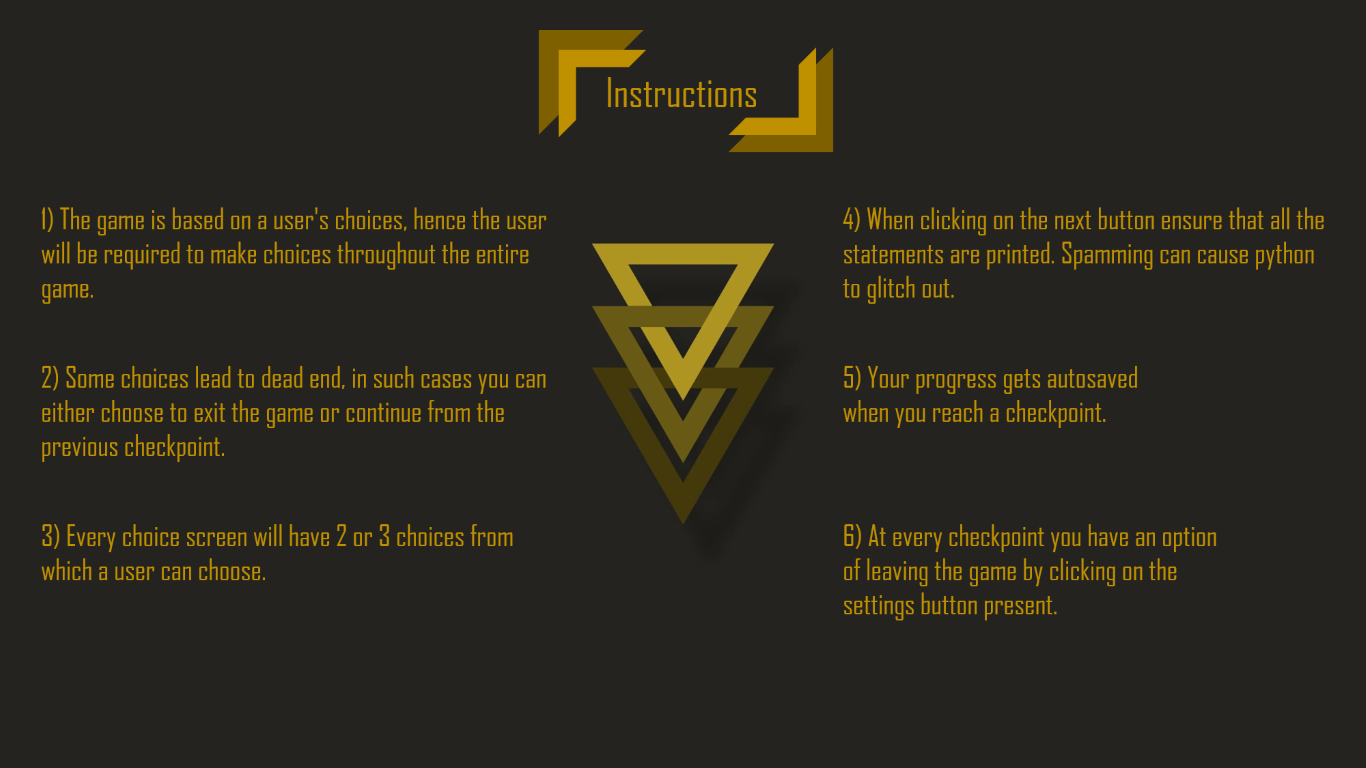 Instructions
1) The game is based on a user's choices, hence the user
will be required to make choices throughout the entire
game.
2) Some choices lead to dead end, in such cases you can
either choose to exit the game or continue from the
previous checkpoint.
3) Every choice screen will have 2 or 3 choices from
which a user can choose.
4) When clicking on the next button ensure that all the
statements are printed. Spamming can cause python
to glitch out.
5) Your progress gets autosaved
when you reach a checkpoint.
6) At every checkpoint you have an option
of leaving the game by clicking on the
settings button present.